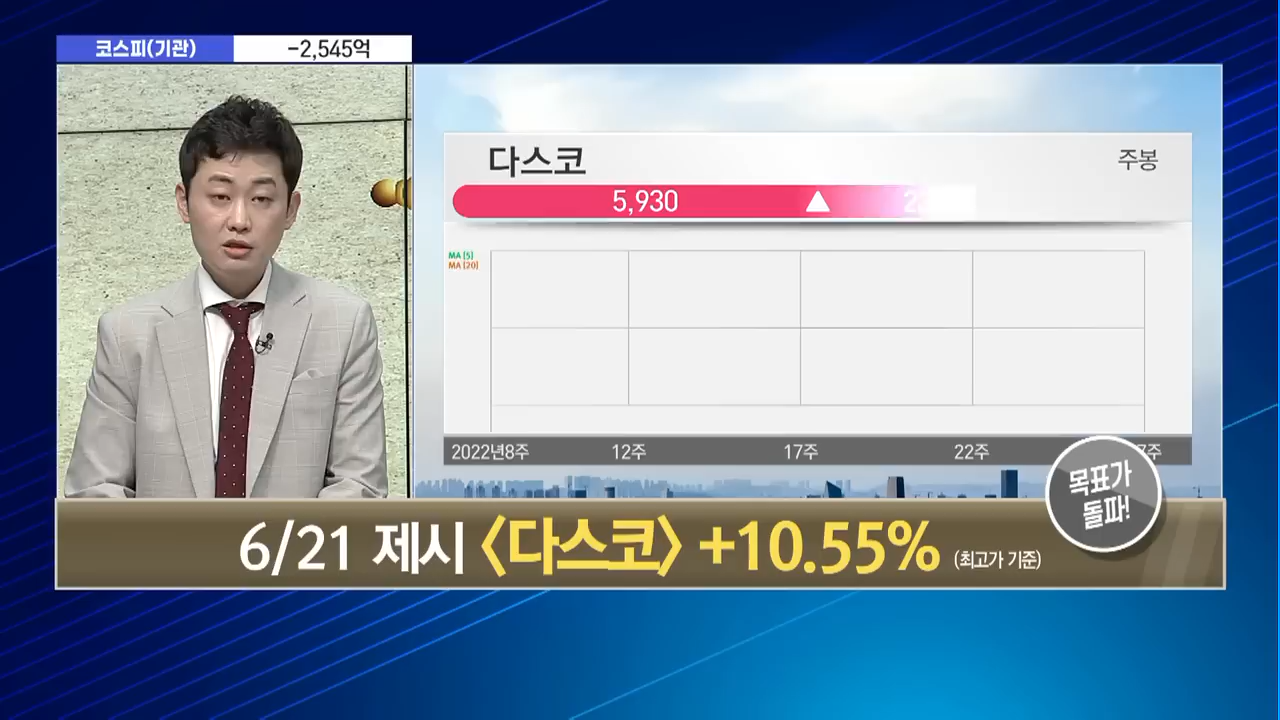 코스피(기관) -2,545억
다스코
주봉
5,930 ▲
MA [5]
MA [20]
2022년8주 12주 17주 22주
목표가
돌파!
6/21 제시 <다스코> +10.55% (최고가 기준)